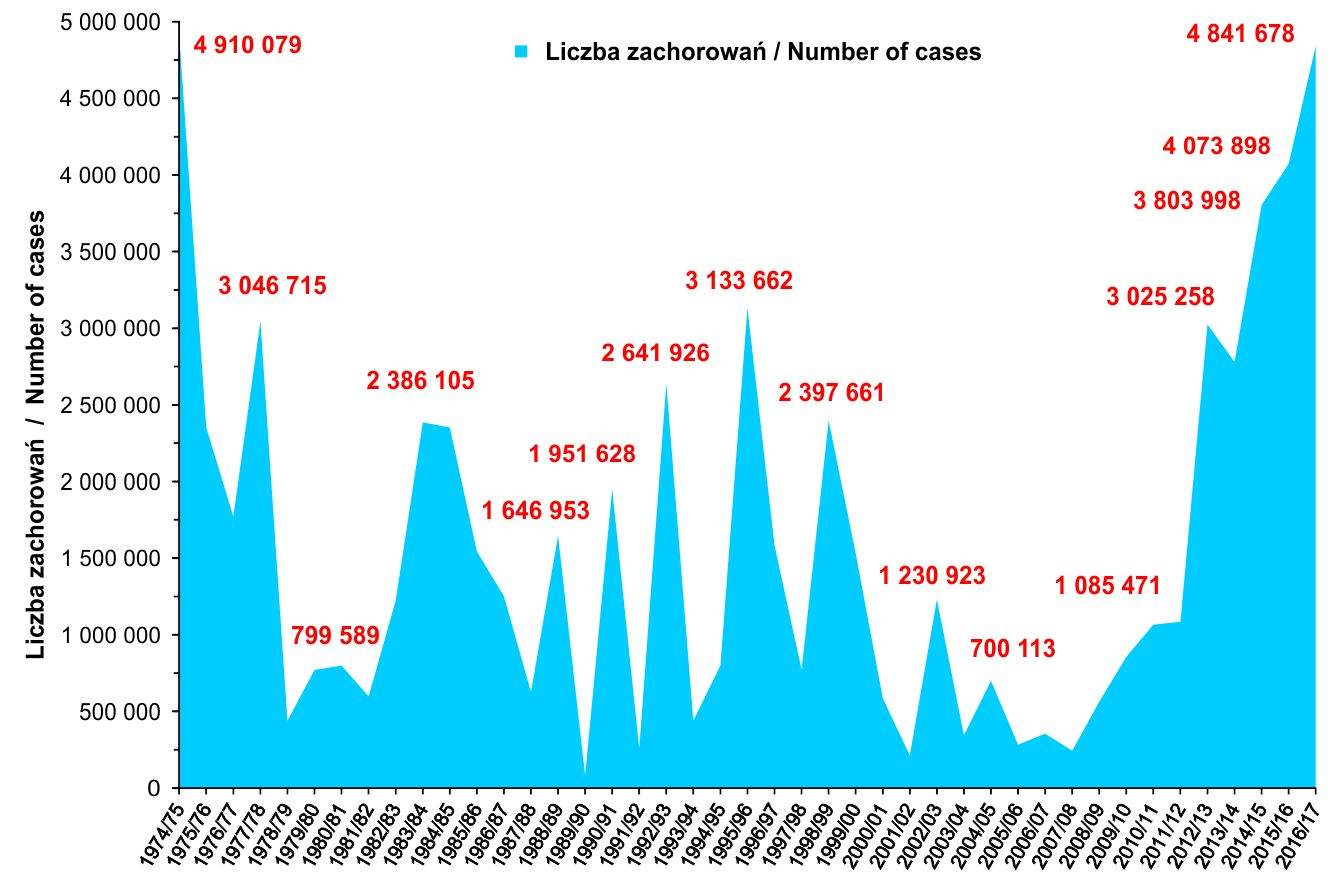 5 000 000
4 910 079
Liczba zachorowań / Number of cases
4 841 678
4 500 000
4 073 898
4 000 000
3 803 998
3 500 000
3 046 715
3 133 662
3 025 258
3 000 000
2 641 926
2 386 105
2 397 661
2 500 000
1 951 628
2 000 000
1 646 953
1 500 000
1 230 923
1 085 471
1 000 000
799 589
700 113
500 000
0
Liczba zachorowań / Number of cases
1974/75
1975/76
1976/77
1977/78
1978/79
1979/80
1980/81
1981/82
1982/83
1983/84
1984/85
1985/86
1986/87
1987/88
1988/89
1989/90
1990/91
1991/92
1992/93
1993/94
1994/95
1995/96
1996/97
1997/98
1998/99
1999/00
2000/01
2001/02
2002/03
2003/04
2004/05
2005/06
2006/07
2007/08
2008/09
2009/10
2010/11
2011/12
2012/13
2013/14
2014/15
2015/16
2016/17